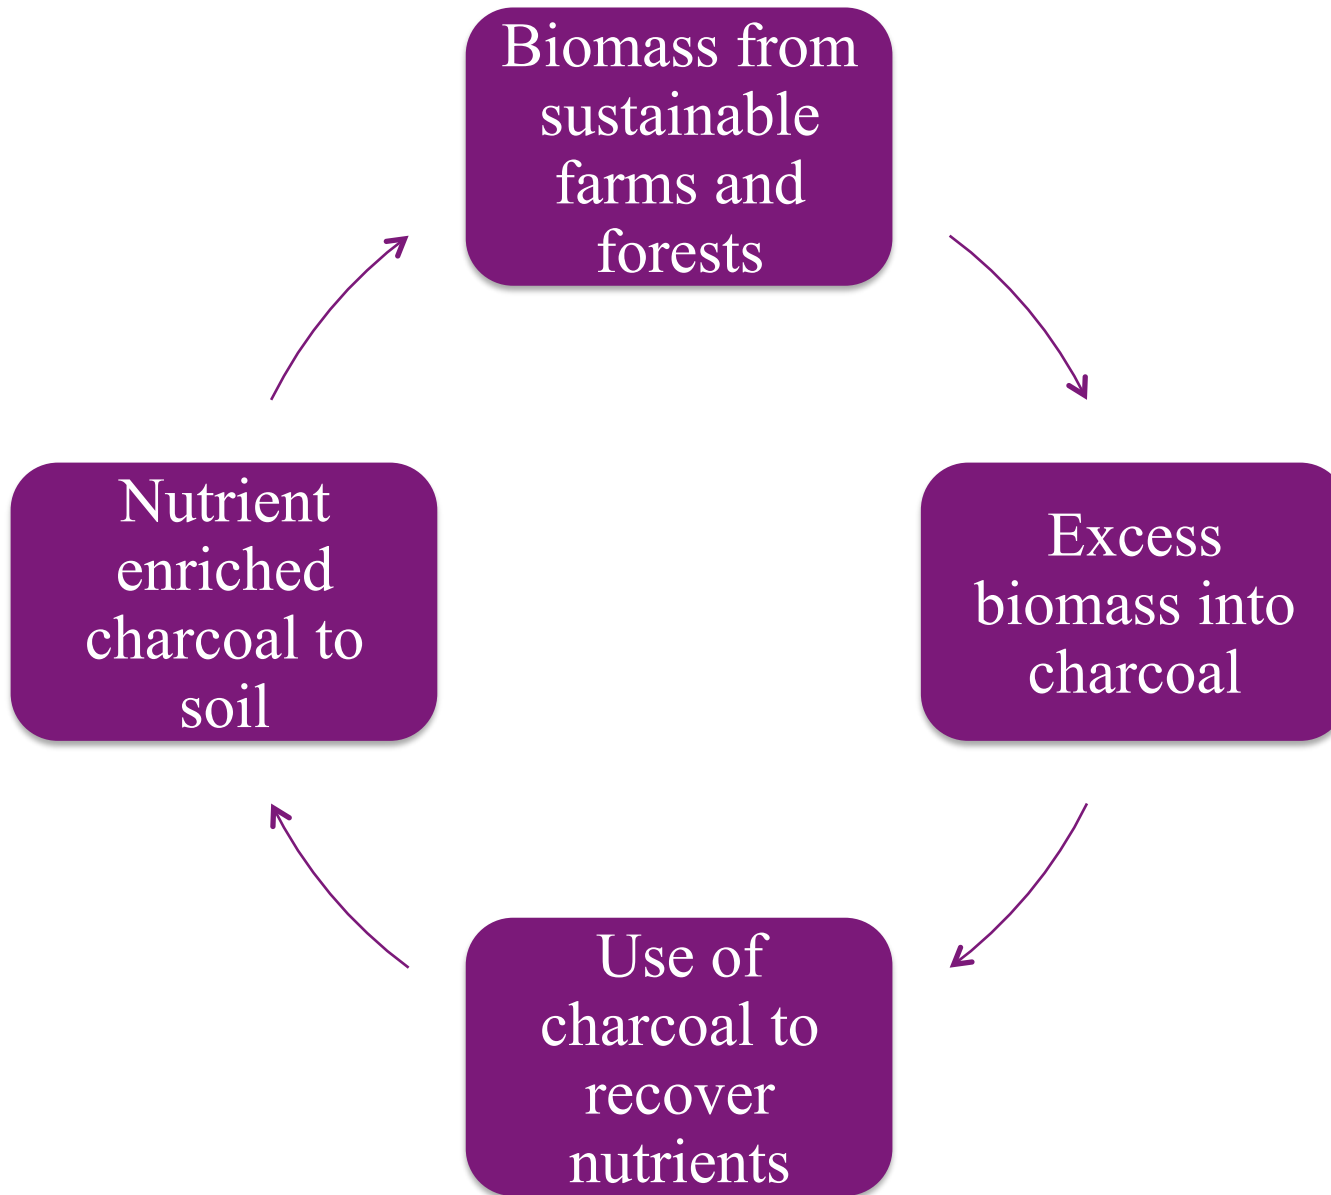 Biomass from
sustainable
farms and
forests
Excess
biomass into
charcoal
Use of
charcoal to
recover
nutrients
Nutrient
enriched
charcoal to
soil